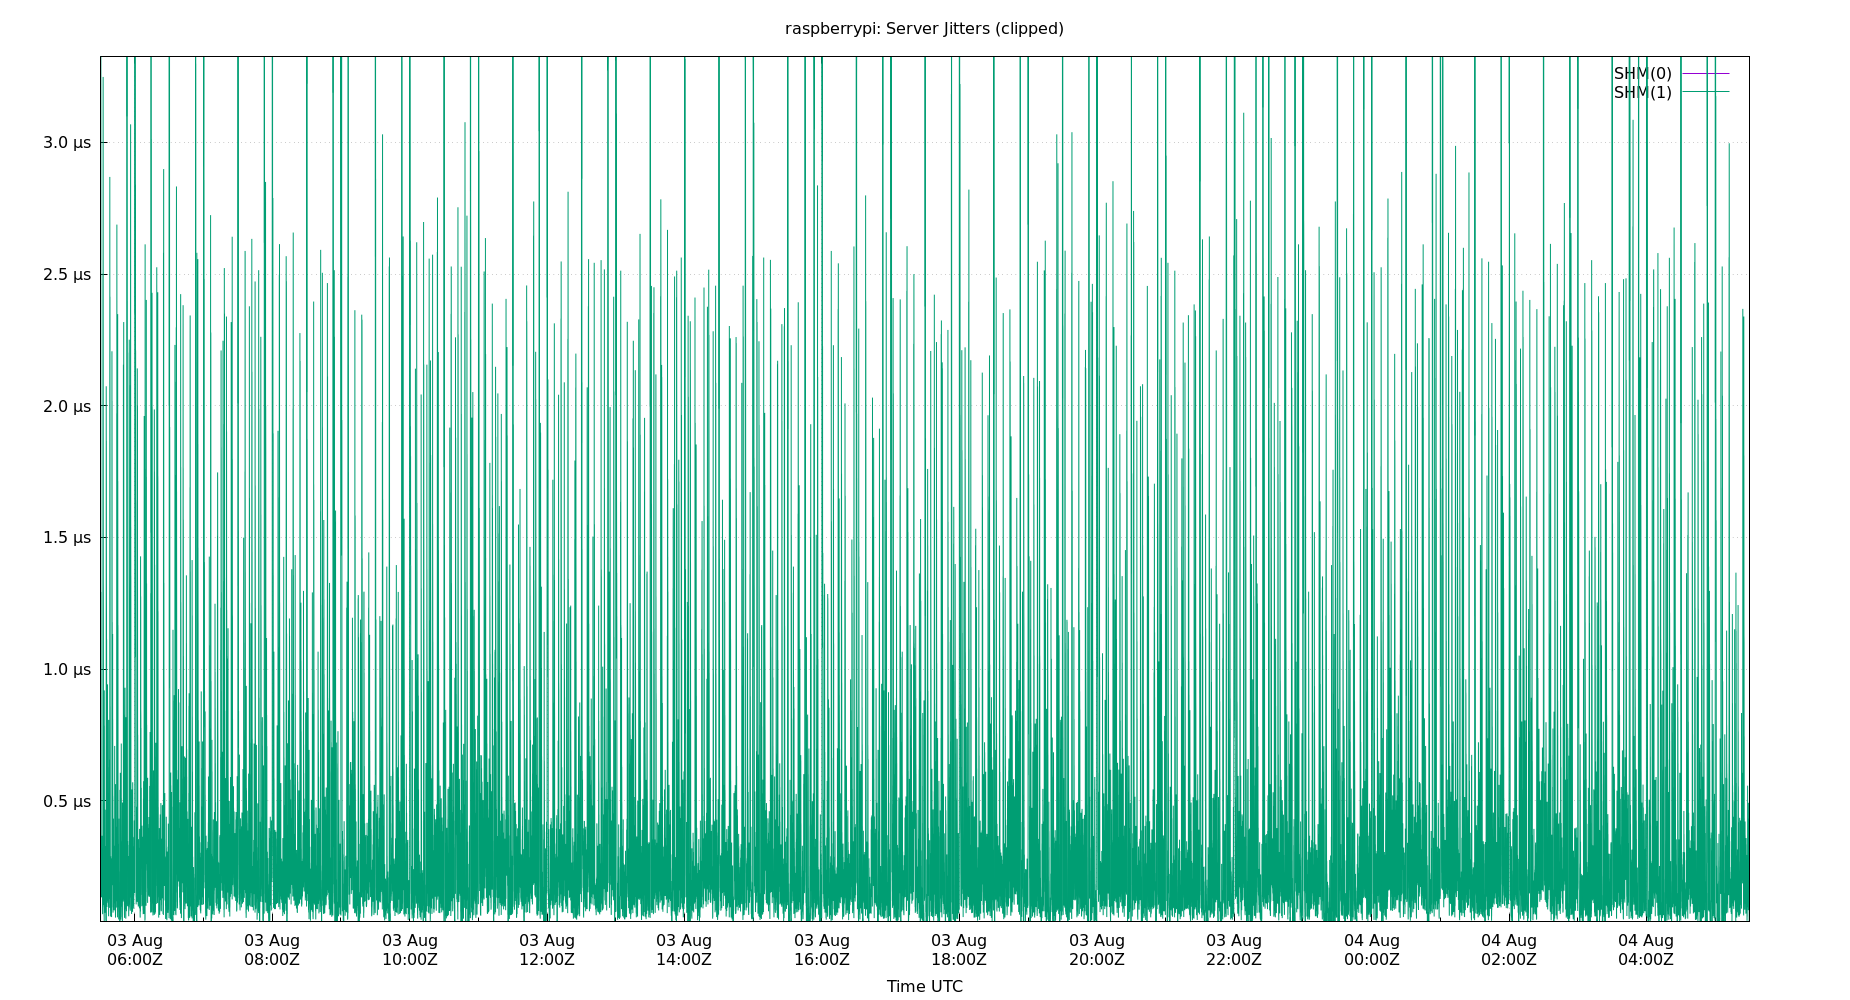 raspberrypi: Server Jitters (clipped)
SHM(0)
SHM(1)
3.0 µs
2.5 µs
2.0 µs
1.5 µs
1.0 µs
0.5 µs
03 Aug 03 Aug 03 Aug 03 Aug 03 Aug 03 Aug 03 Aug 03 Aug 03 Aug 04 Aug 04 Aug 04 Aug
06:00Z 08:00Z 10:00Z 12:00Z 14:00Z 16:00Z 18:00Z 20:00Z 22:00Z 00:00Z 02:00Z 04:00Z
Time UTC